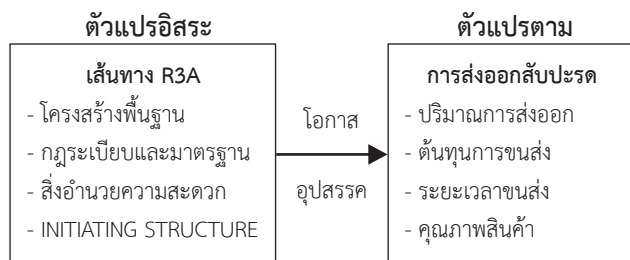 ตัวแปรอิสระ
เส้นทาง R3A
- โครงสร้างพื้นฐาน
- กฎระเบียบและมาตรฐาน
- สิ่งอำนวยความสะดวก
- INITIATING STRUCTURE
โอกาส
อุปสรรค
ตัวแปรตาม
การส่งออกสับปะรด
- ปริมาณการส่งออก
- ต้นทุนการขนส่ง
- ระยะเวลาขนส่ง
- คุณภาพสินค้า